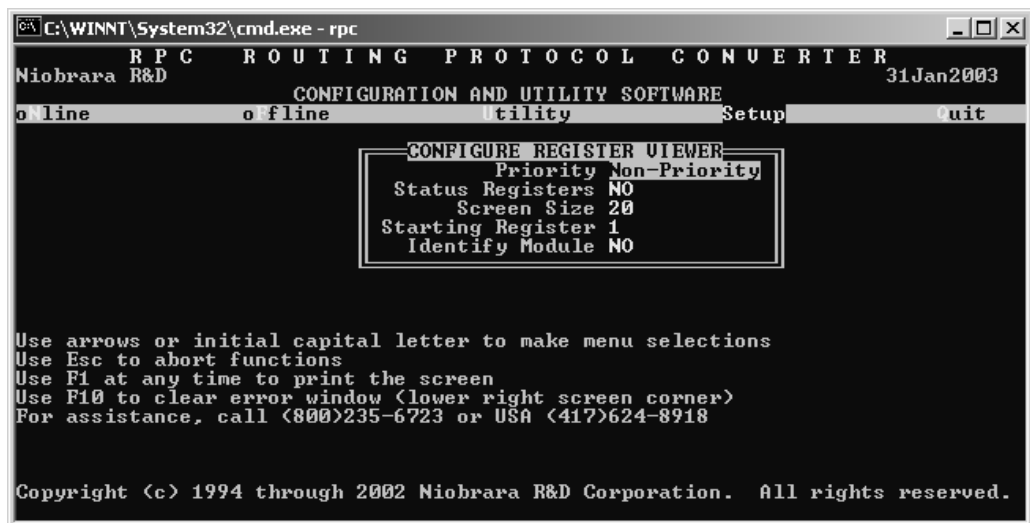 C:\WINNT\System32\cmd.exe - rpc
R P C R O U T I N G P R O T O C O L C O N V E R T E R
Niobrara R&D 31Jan2003
CONFIGURATION AND UTILITY SOFTWARE
oNline oFfline Utility Setup Quit
CONFIGURE REGISTER VIEWER
Priority Non-Priority
Status Registers NO
Screen Size 20
Starting Register 1
Identify Module NO
Use arrows or initial capital letter to make menu selections
Use Esc to abort functions
Use F1 at any time to print the screen
Use F10 to clear error window (lower right screen corner)
For assistance, call (800)235-6723 or USA (417)624-8918
Copyright (c) 1994 through 2002 Niobrara R&D Corporation. All rights reserved.